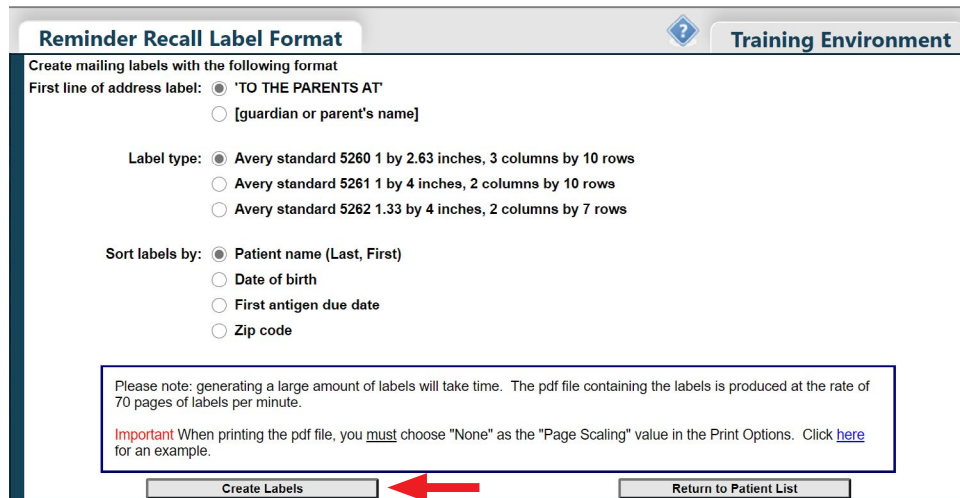 Reminder Recall Label Format
?
Training Environment
Create mailing labels with the following format
First line of address label: 'TO THE PARENTS AT'
[guardian or parent's name]
Label type: Avery standard 5260 1 by 2.63 inches, 3 columns by 10 rows
Avery standard 5261 1 by 4 inches, 2 columns by 10 rows
Avery standard 5262 1.33 by 4 inches, 2 columns by 7 rows
Sort labels by: Patient name (Last, First)
Date of birth
First antigen due date
Zip code
Please note: generating a large amount of labels will take time. The pdf file containing the labels is produced at the rate of
70 pages of labels per minute.
Important When printing the pdf file, you must choose "None" as the "Page Scaling" value in the Print Options. Click here
for an example.
Create Labels
Return to Patient List